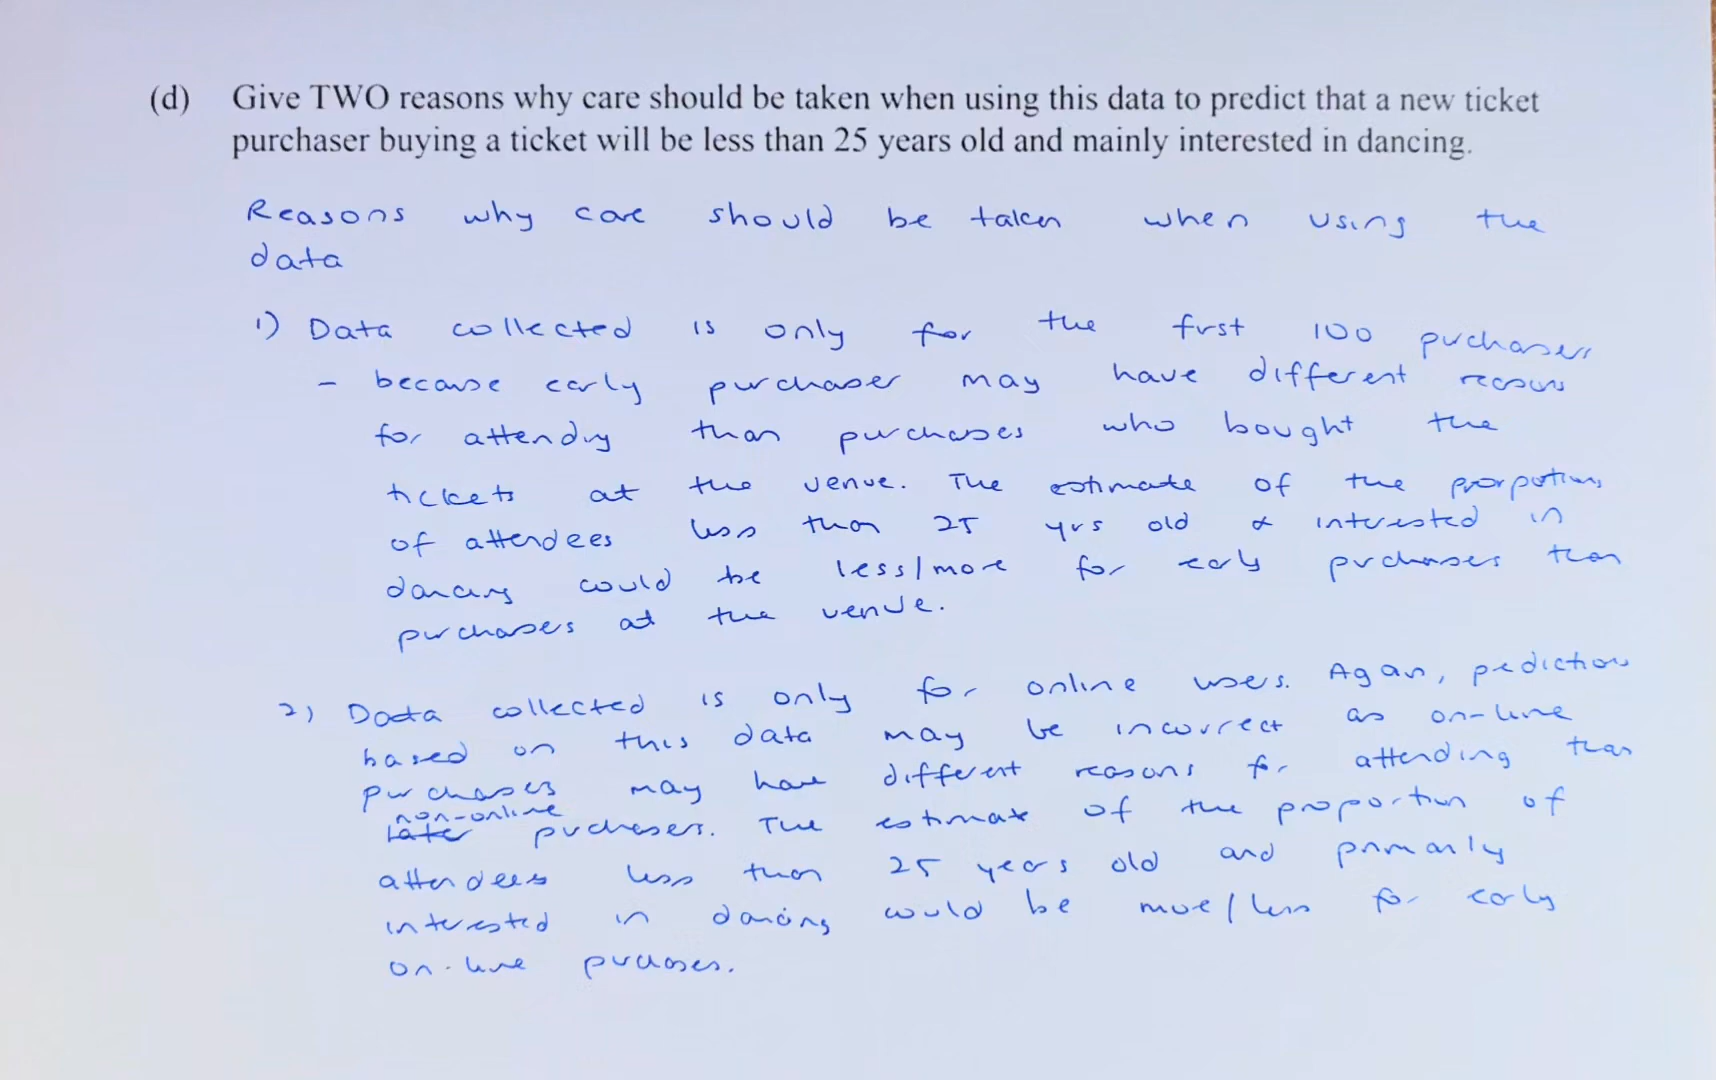 (d) Give TWO reasons why care should be taken when using this data to predict that a new ticket
purchaser buying a ticket will be less than 25 years old and mainly interested in dancing.
Reasons why care should be taken when using the
data
1) Data collected is only for the first 100 purchasers
- because early purchaser may have different reasons
for attending than purchases who bought the
tickets at the venue. The estimate of the proportions
of attendees less than 25 yrs old & interested in
dancing could be less/more for early purchases than
purchasers at the venue.
2) Data collected is only for online users. Again, predictions
based on this data may be incorrect as on-line
purchases may have different reasons for attending than
non-online
later purchasers. The estimate of the proportion of
attendees less than 25 years old and primarily
interested in dancing could be more/less for early
on-line purchases.